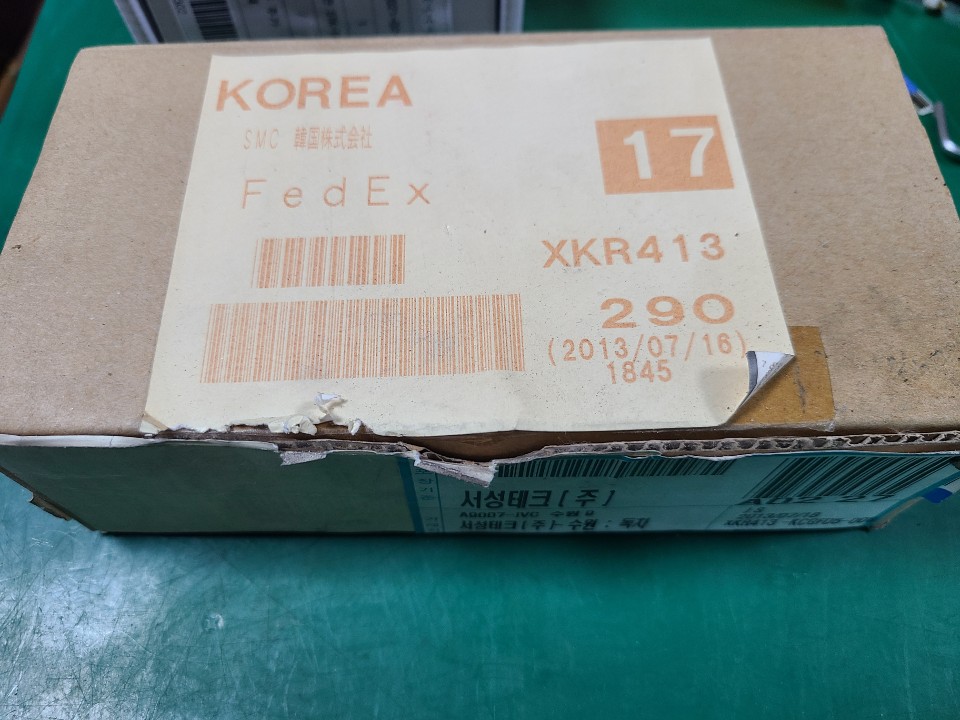 KOREA
SMC 韓国株式会社
17
FedEx
XKR413
290
(2013/07/16)
1845
서성테크(주)